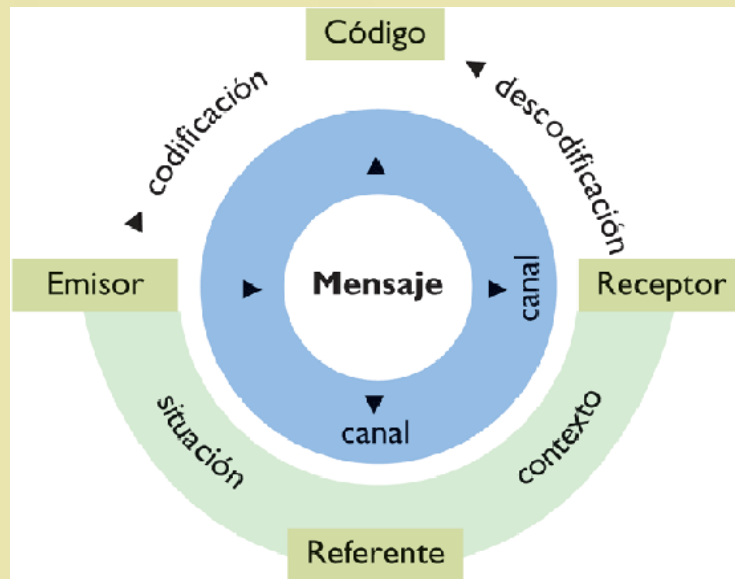 Código
codificación
descodificación
Emisor
Mensaje
canal
Receptor
canal
situación
contexto
Referente